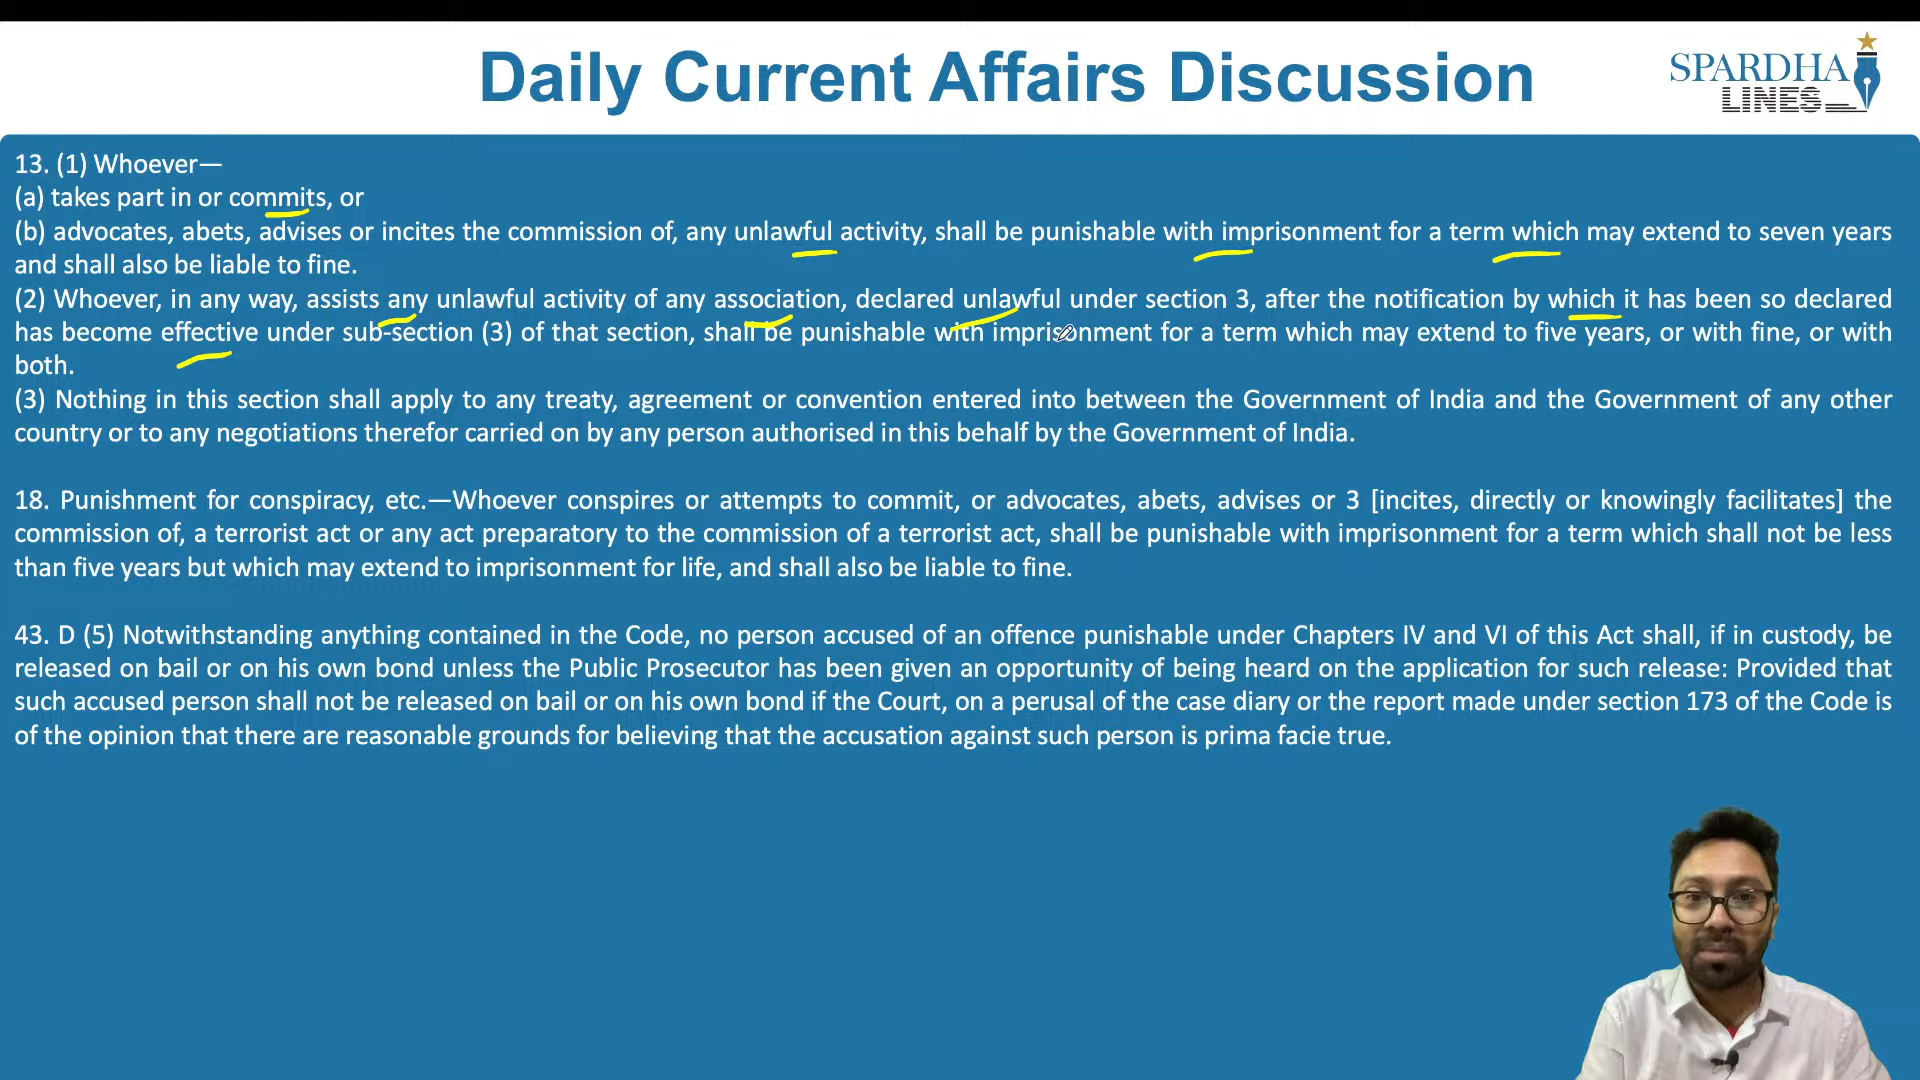 Daily Current Affairs Discussion
SPARDHA
LINES
13. (1) Whoever—
(a) takes part in or commits, or
(b) advocates, abets, advises or incites the commission of, any unlawful activity, shall be punishable with imprisonment for a term which may extend to seven years
and shall also be liable to fine.
(2) Whoever, in any way, assists any unlawful activity of any association, declared unlawful under section 3, after the notification by which it has been so declared
has become effective under sub-section (3) of that section, shall be punishable with imprisonment for a term which may extend to five years, or with fine, or with
both.
(3) Nothing in this section shall apply to any treaty, agreement or convention entered into between the Government of India and the Government of any other
country or to any negotiations therefor carried on by any person authorised in this behalf by the Government of India.
18. Punishment for conspiracy, etc.—Whoever conspires or attempts to commit, or advocates, abets, advises or 3 [incites, directly or knowingly facilitates] the
commission of, a terrorist act or any act preparatory to the commission of a terrorist act, shall be punishable with imprisonment for a term which shall not be less
than five years but which may extend to imprisonment for life, and shall also be liable to fine.
43. D (5) Notwithstanding anything contained in the Code, no person accused of an offence punishable under Chapters IV and VI of this Act shall, if in custody, be
released on bail or on his own bond unless the Public Prosecutor has been given an opportunity of being heard on the application for such release: Provided that
such accused person shall not be released on bail or on his own bond if the Court, on a perusal of the case diary or the report made under section 173 of the Code is
of the opinion that there are reasonable grounds for believing that the accusation against such person is prima facie true.